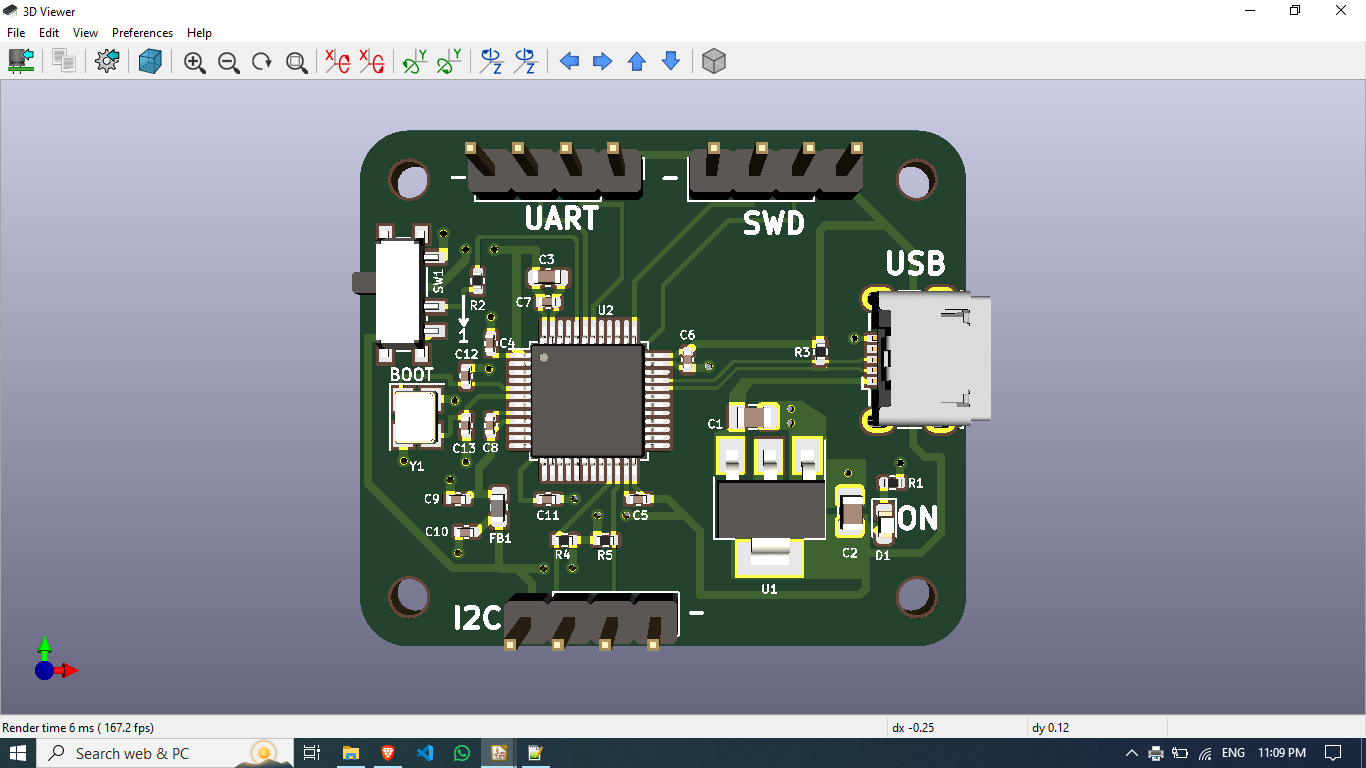 3D Viewer
File Edit View Preferences Help
UART
SWD
USB
SW1
R2
1
C3
C7
U2
C4
C12
C6
R3
BOOT
C13
C8
Y1
C1
C9
C10
FB1
C11
C5
R4
R5
R1
ON
C2
D1
U1
I2C
Render time 6 ms ( 167.2 fps)
dx -0.25
dy 0.12
Search web & PC
ENG
11:09 PM